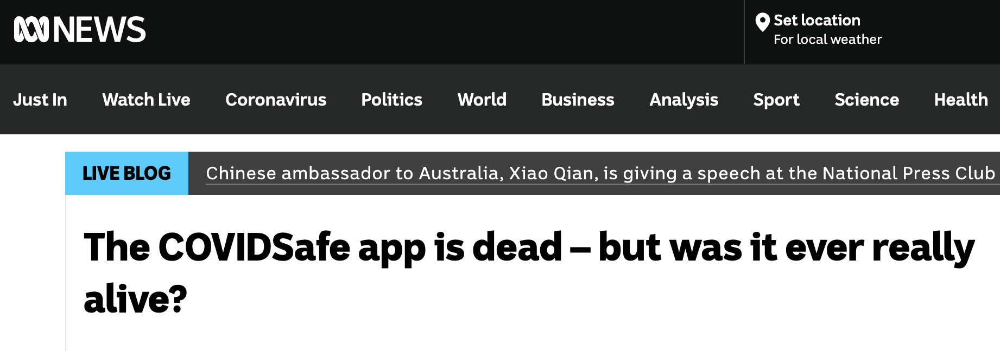 NEWS
Set location
For local weather
Just In Watch Live Coronavirus Politics World Business Analysis Sport Science Health
LIVE BLOG Chinese ambassador to Australia, Xiao Qian, is giving a speech at the National Press Club
The COVIDSafe app is dead – but was it ever really
alive?